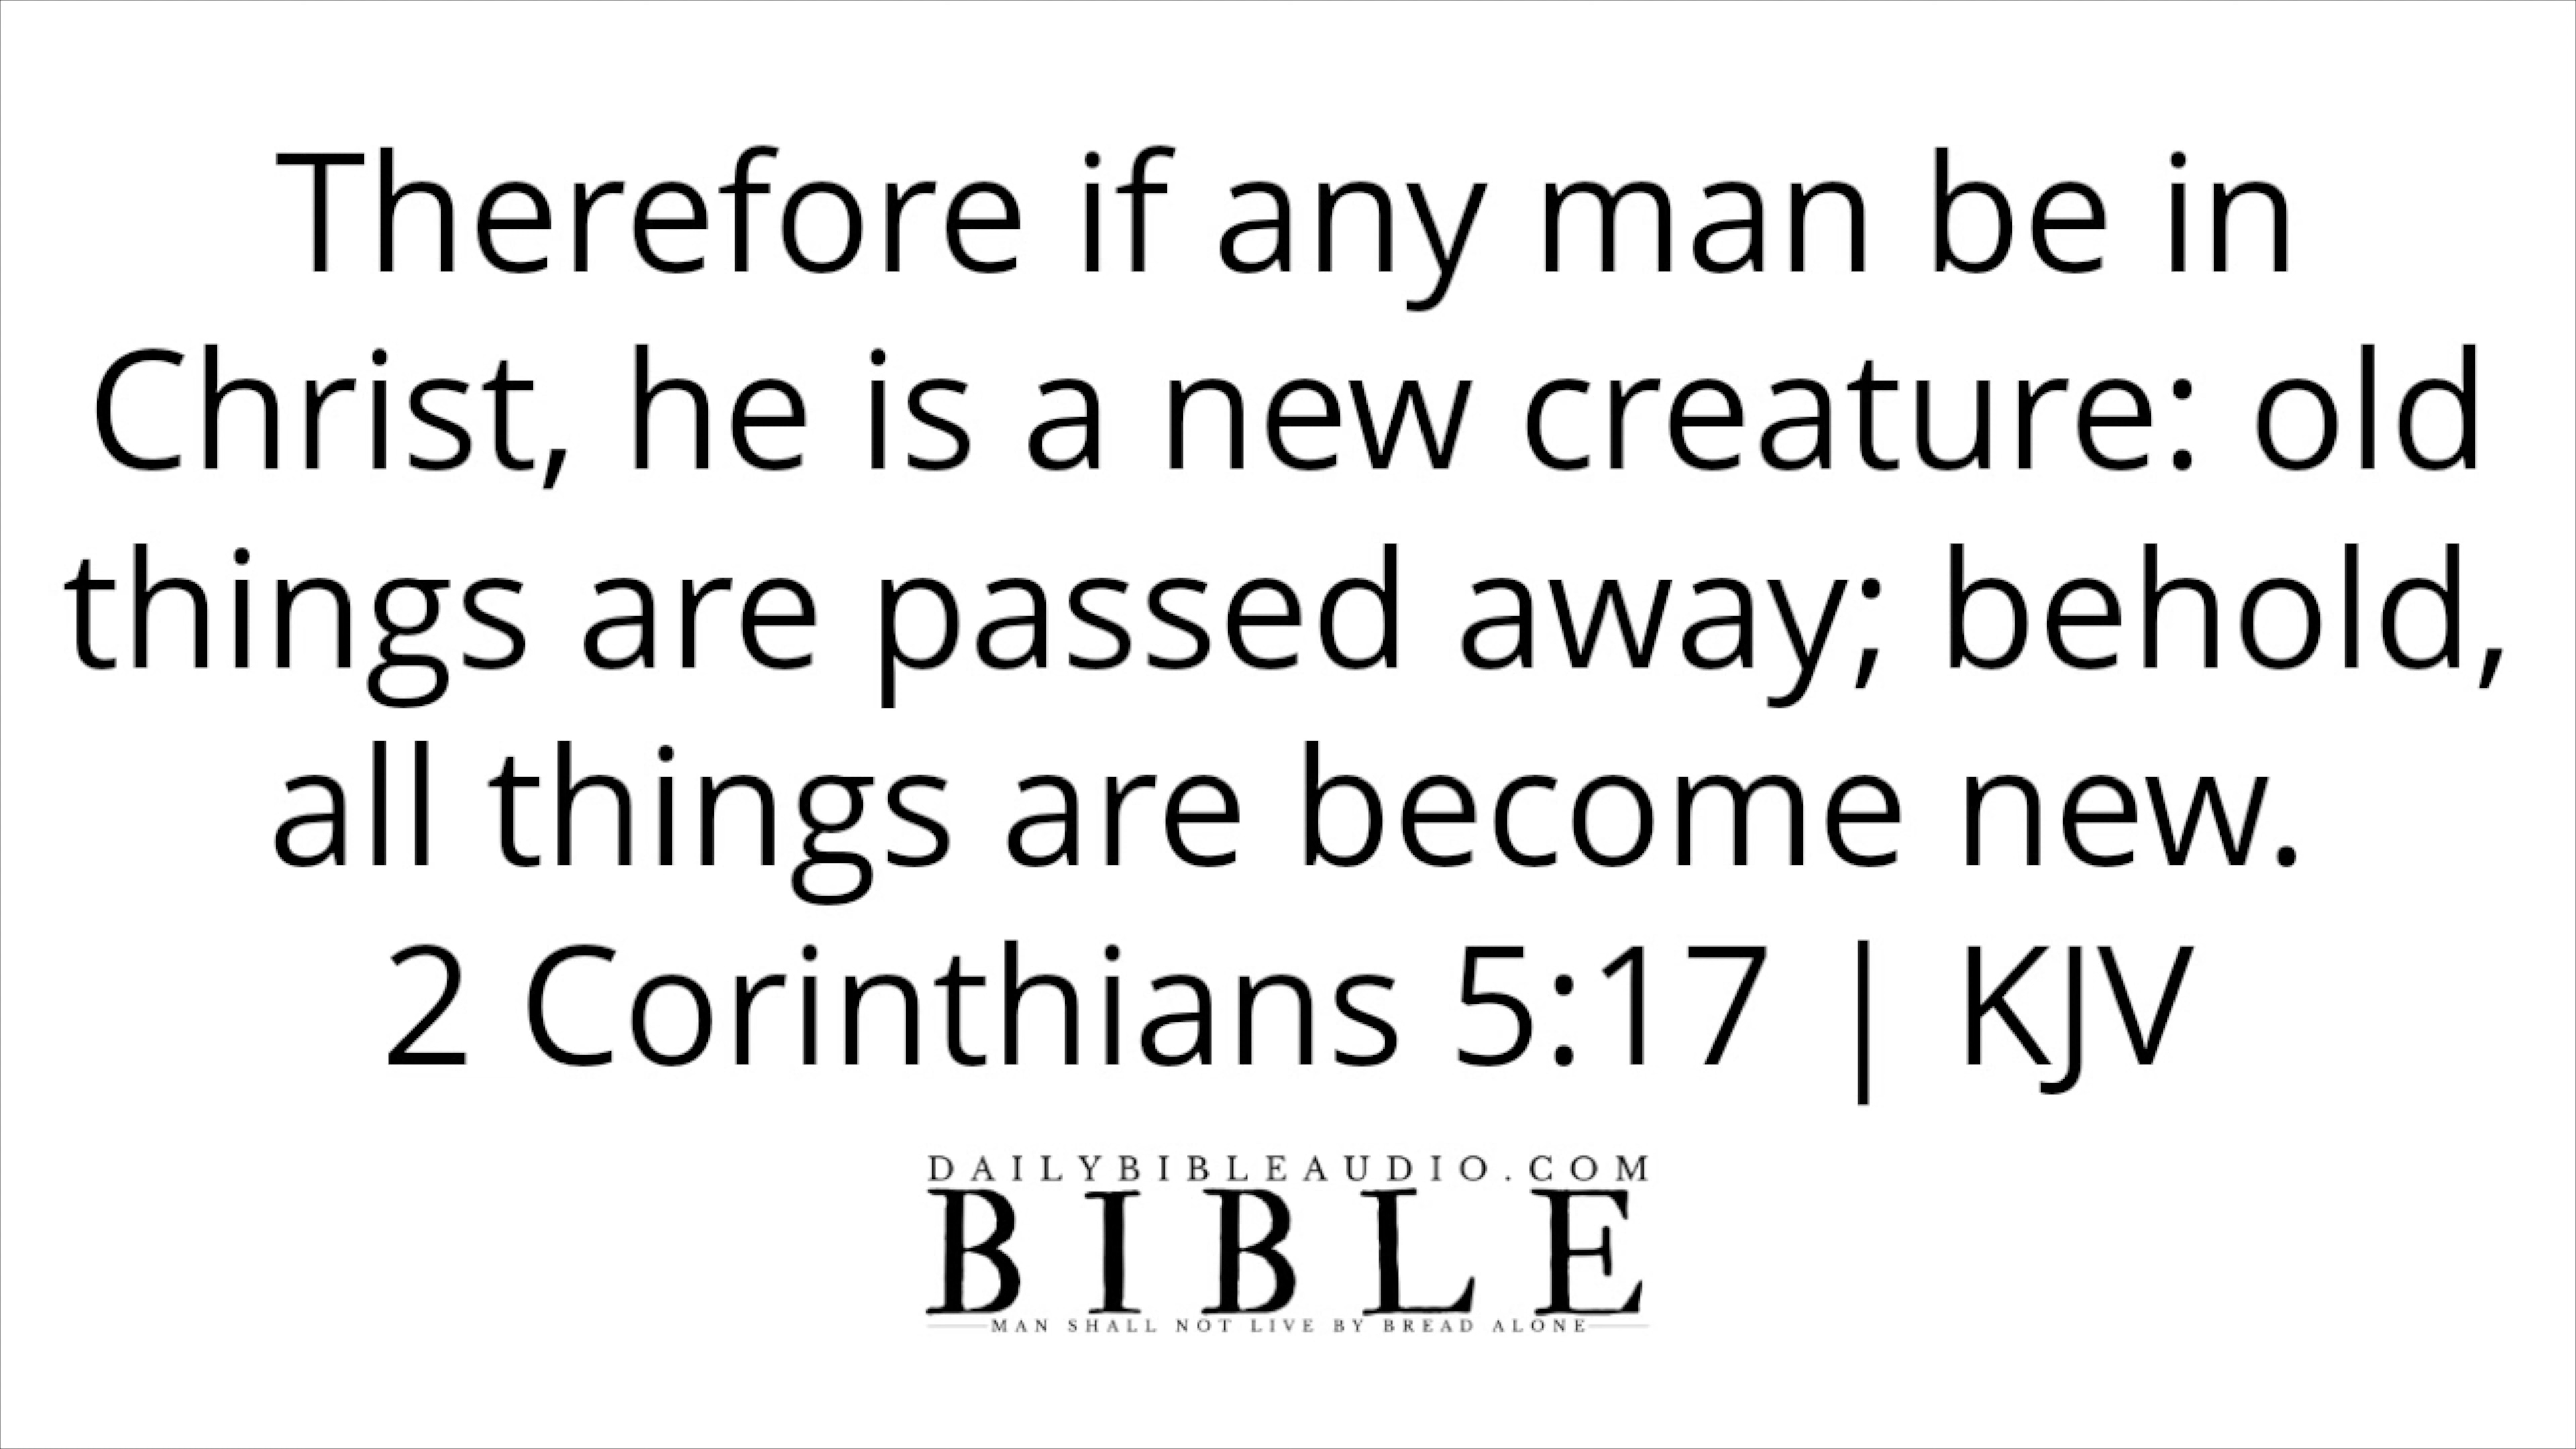 Therefore if any man be in
Christ, he is a new creature: old
things are passed away; behold,
all things are become new.
2 Corinthians 5:17 | KJV
DAILYBIBLEAUDIO.COM
BIBLE
MAN SHALL NOT LIVE BY BREAD ALONE